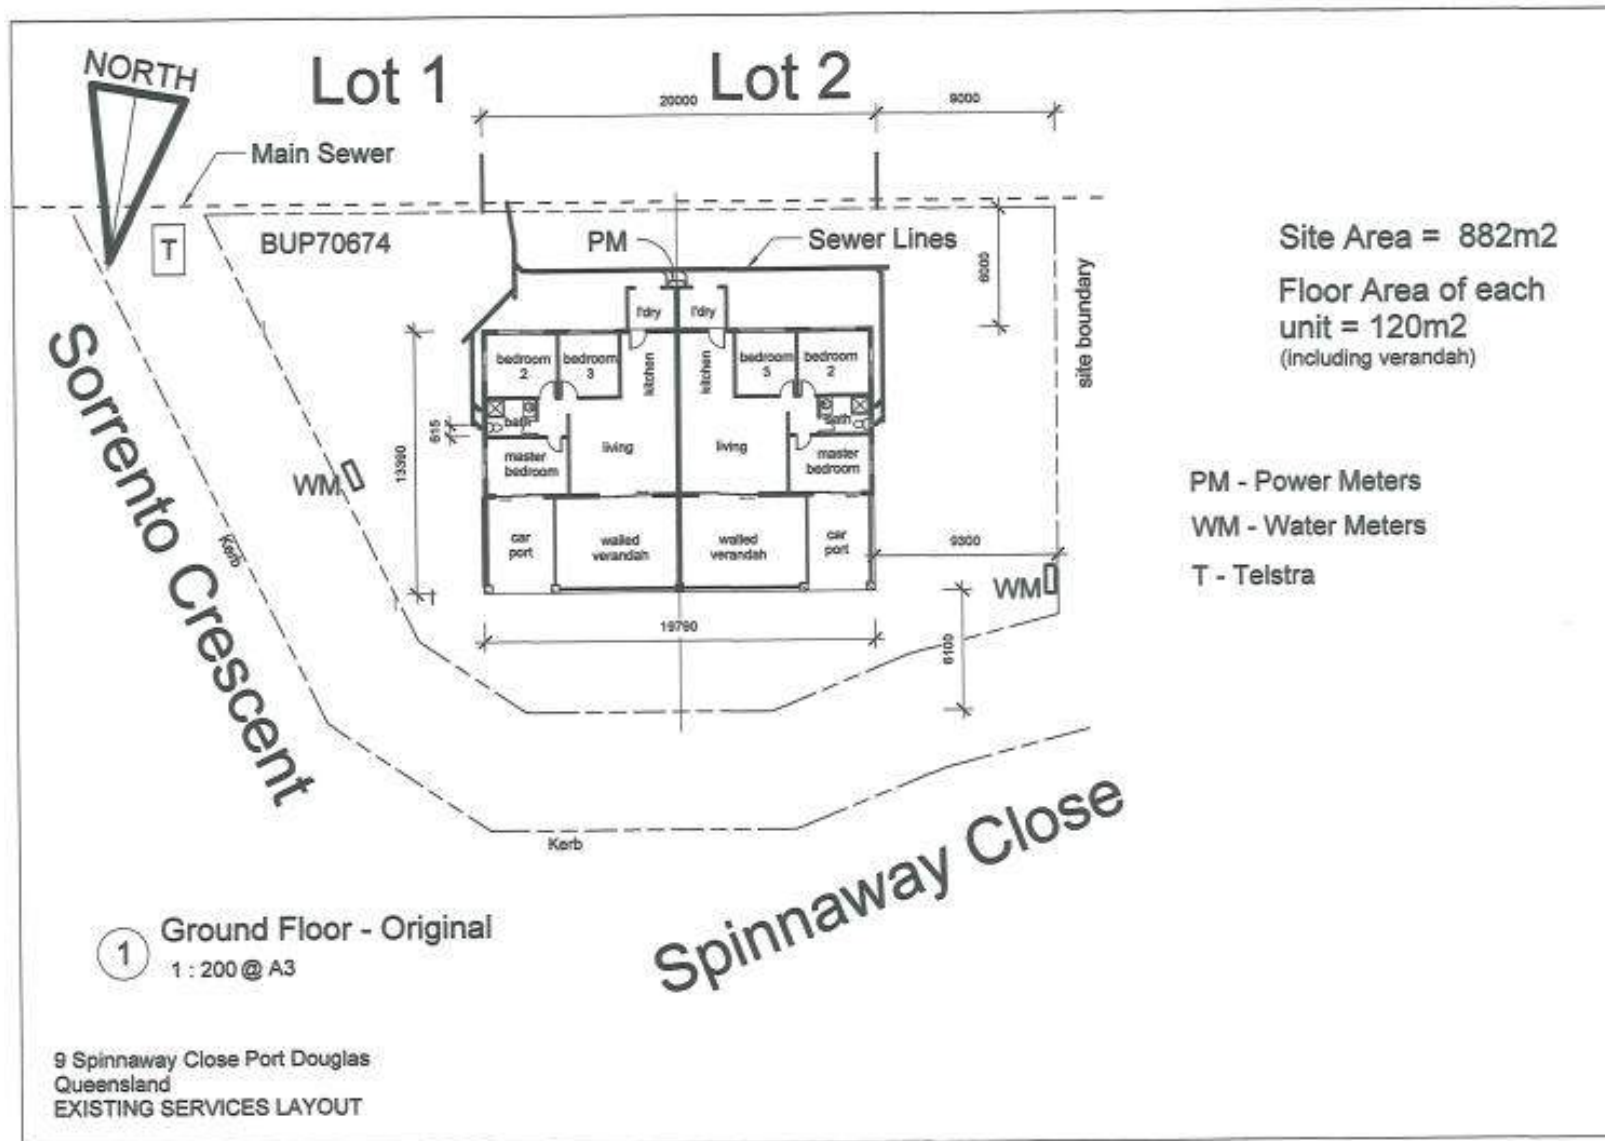 NORTH
Lot 1
Lot 2
20000
9000
Main Sewer
T
BUP70674
PM
Sewer Lines
6000
Site Area = 882m2
Floor Area of each
unit = 120m2
(including verandah)
site boundary
l'dry
l'dry
bedroom
2
bedroom
3
kitchen
kitchen
bedroom
3
bedroom
2
bath
bath
615
living
living
master
bedroom
master
bedroom
13390
WM
Sorrento Crescent
Kerb
car
port
walled
verandah
walled
verandah
car
port
9300
WM
PM - Power Meters
WM - Water Meters
T - Telstra
19790
6100
Kerb
Spinnaway Close
1
Ground Floor - Original
1 : 200 @ A3
9 Spinnaway Close Port Douglas
Queensland
EXISTING SERVICES LAYOUT